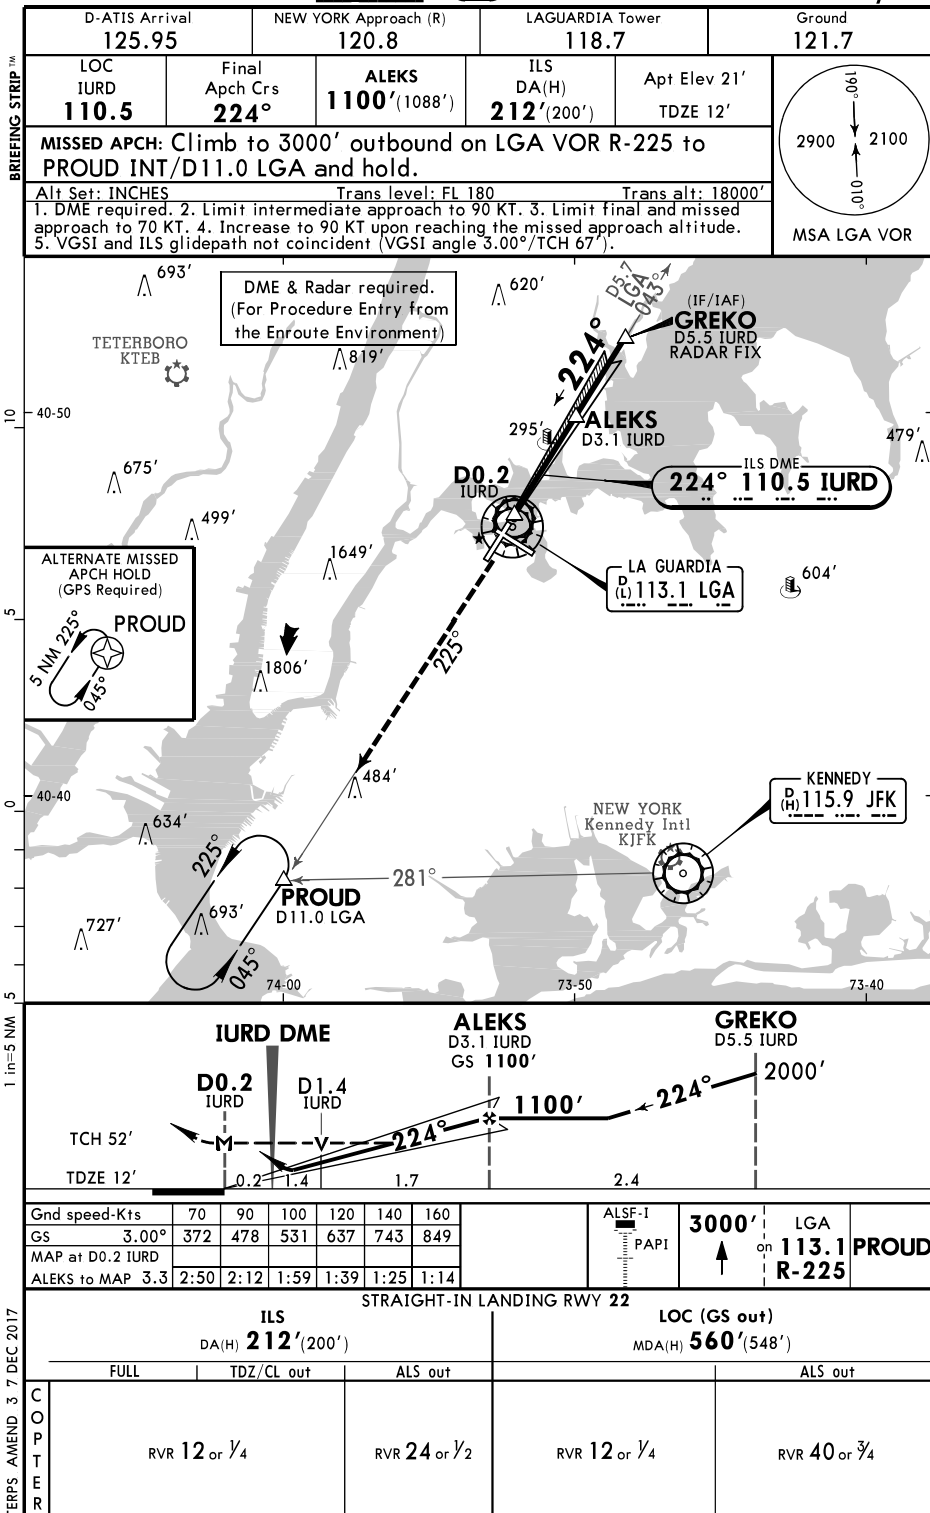 D-ATIS Arrival
125.95
NEW YORK Approach (R)
120.8
LAGUARDIA Tower
118.7
Ground
121.7
BRIEFING STRIP TM
LOC
IURD
110.5
Final
Apch Crs
224°
ALEKS
1100'(1088')
ILS
DA(H)
212'(200')
Apt Elev 21'
TDZE 12'
MISSED APCH: Climb to 3000' outbound on LGA VOR R-225 to
PROUD INT/D11.0 LGA and hold.
Alt Set: INCHES Trans level: FL 180 Trans alt: 18000'
1. DME required. 2. Limit intermediate approach to 90 KT. 3. Limit final and missed
approach to 70 KT. 4. Increase to 90 KT upon reaching the missed approach altitude.
5. VGSI and ILS glidepath not coincident (VGSI angle 3.00°/TCH 67').
190°
2900
2100
010°
MSA LGA VOR
693'
DME & Radar required.
(For Procedure Entry from
the Enroute Environment)
620'
D5.7
LGA
043°
(IF/IAF)
GREKO
D5.5 IURD
RADAR FIX
TETERBORO
KTEB
819'
224°
10
40-50
295'
ALEKS
D3.1 IURD
479'
675'
D0.2
IURD
ILS DME
224° 110.5 IURD
499'
1649'
LA GUARDIA
D
(L) 113.1 LGA
604'
ALTERNATE MISSED
APCH HOLD
(GPS Required)
PROUD
5 NM 225°
045°
5
225°
1806'
0
40-40
484'
634'
NEW YORK
Kennedy Intl
KJFK
KENNEDY
D
(H) 115.9 JFK
225°
281°
PROUD
D11.0 LGA
693'
727'
045°
74-00
73-50
73-40
5
1 in=5 NM
IURD DME
ALEKS
D3.1 IURD
GS 1100'
GREKO
D5.5 IURD
D0.2
IURD
D1.4
IURD
1100'
224°
2000'
TCH 52'
M
V
224°
TDZE 12'
0.2
1.4
1.7
2.4
Gnd speed-Kts 70 90 100 120 140 160
GS 3.00° 372 478 531 637 743 849
MAP at D0.2 IURD
ALEKS to MAP 3.3 2:50 2:12 1:59 1:39 1:25 1:14
ALSF-I
PAPI
3000'
on
LGA
113.1
R-225
PROUD
STRAIGHT-IN LANDING RWY 22
ILS
DA(H) 212'(200')
LOC (GS out)
MDA(H) 560'(548')
FULL
TDZ/CL out
ALS out
ALS out
COPTER
RVR 12 or 1/4
RVR 24 or 1/2
RVR 12 or 1/4
RVR 40 or 3/4
TERPS AMEND 3 7 DEC 2017